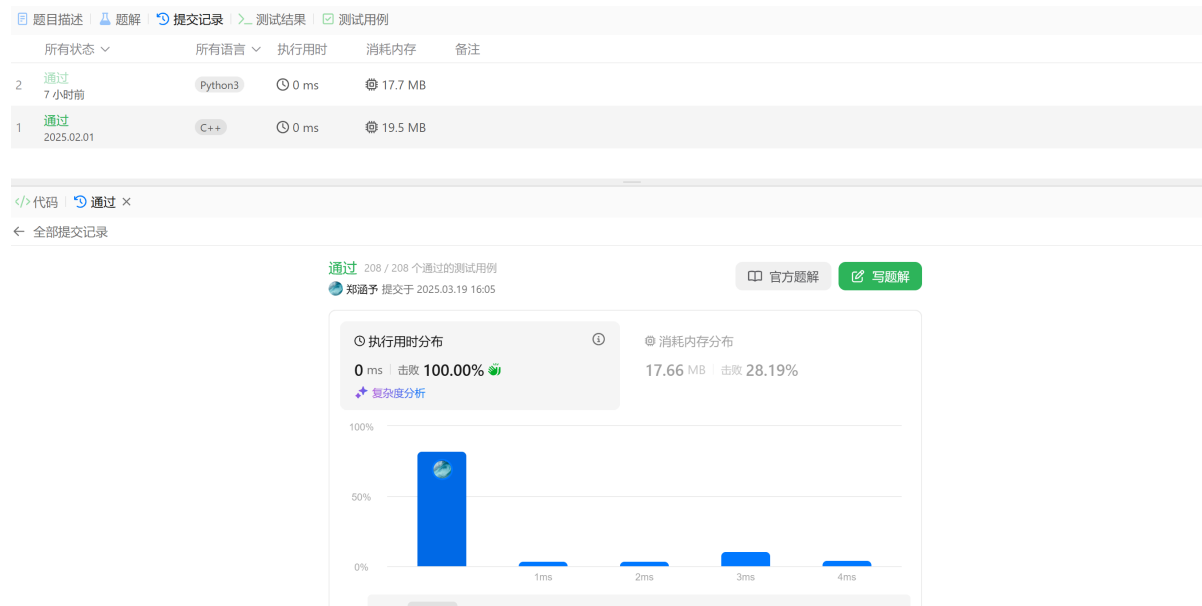 题目描述 题解 提交记录 测试结果 测试用例
所有状态 所有语言 执行用时 消耗内存 备注
2 通过 Python3 0 ms 17.7 MB
7 小时前
1 通过 C++ 0 ms 19.5 MB
2025.02.01
代码 通过
全部提交记录
通过 208 / 208 个通过的测试用例
郑涵予 提交于 2025.03.19 16:05
官方题解 写题解
执行用时分布
0 ms 击败 100.00%
复杂度分析
消耗内存分布
17.66 MB 击败 28.19%
100%
50%
0%
1ms 2ms 3ms 4ms